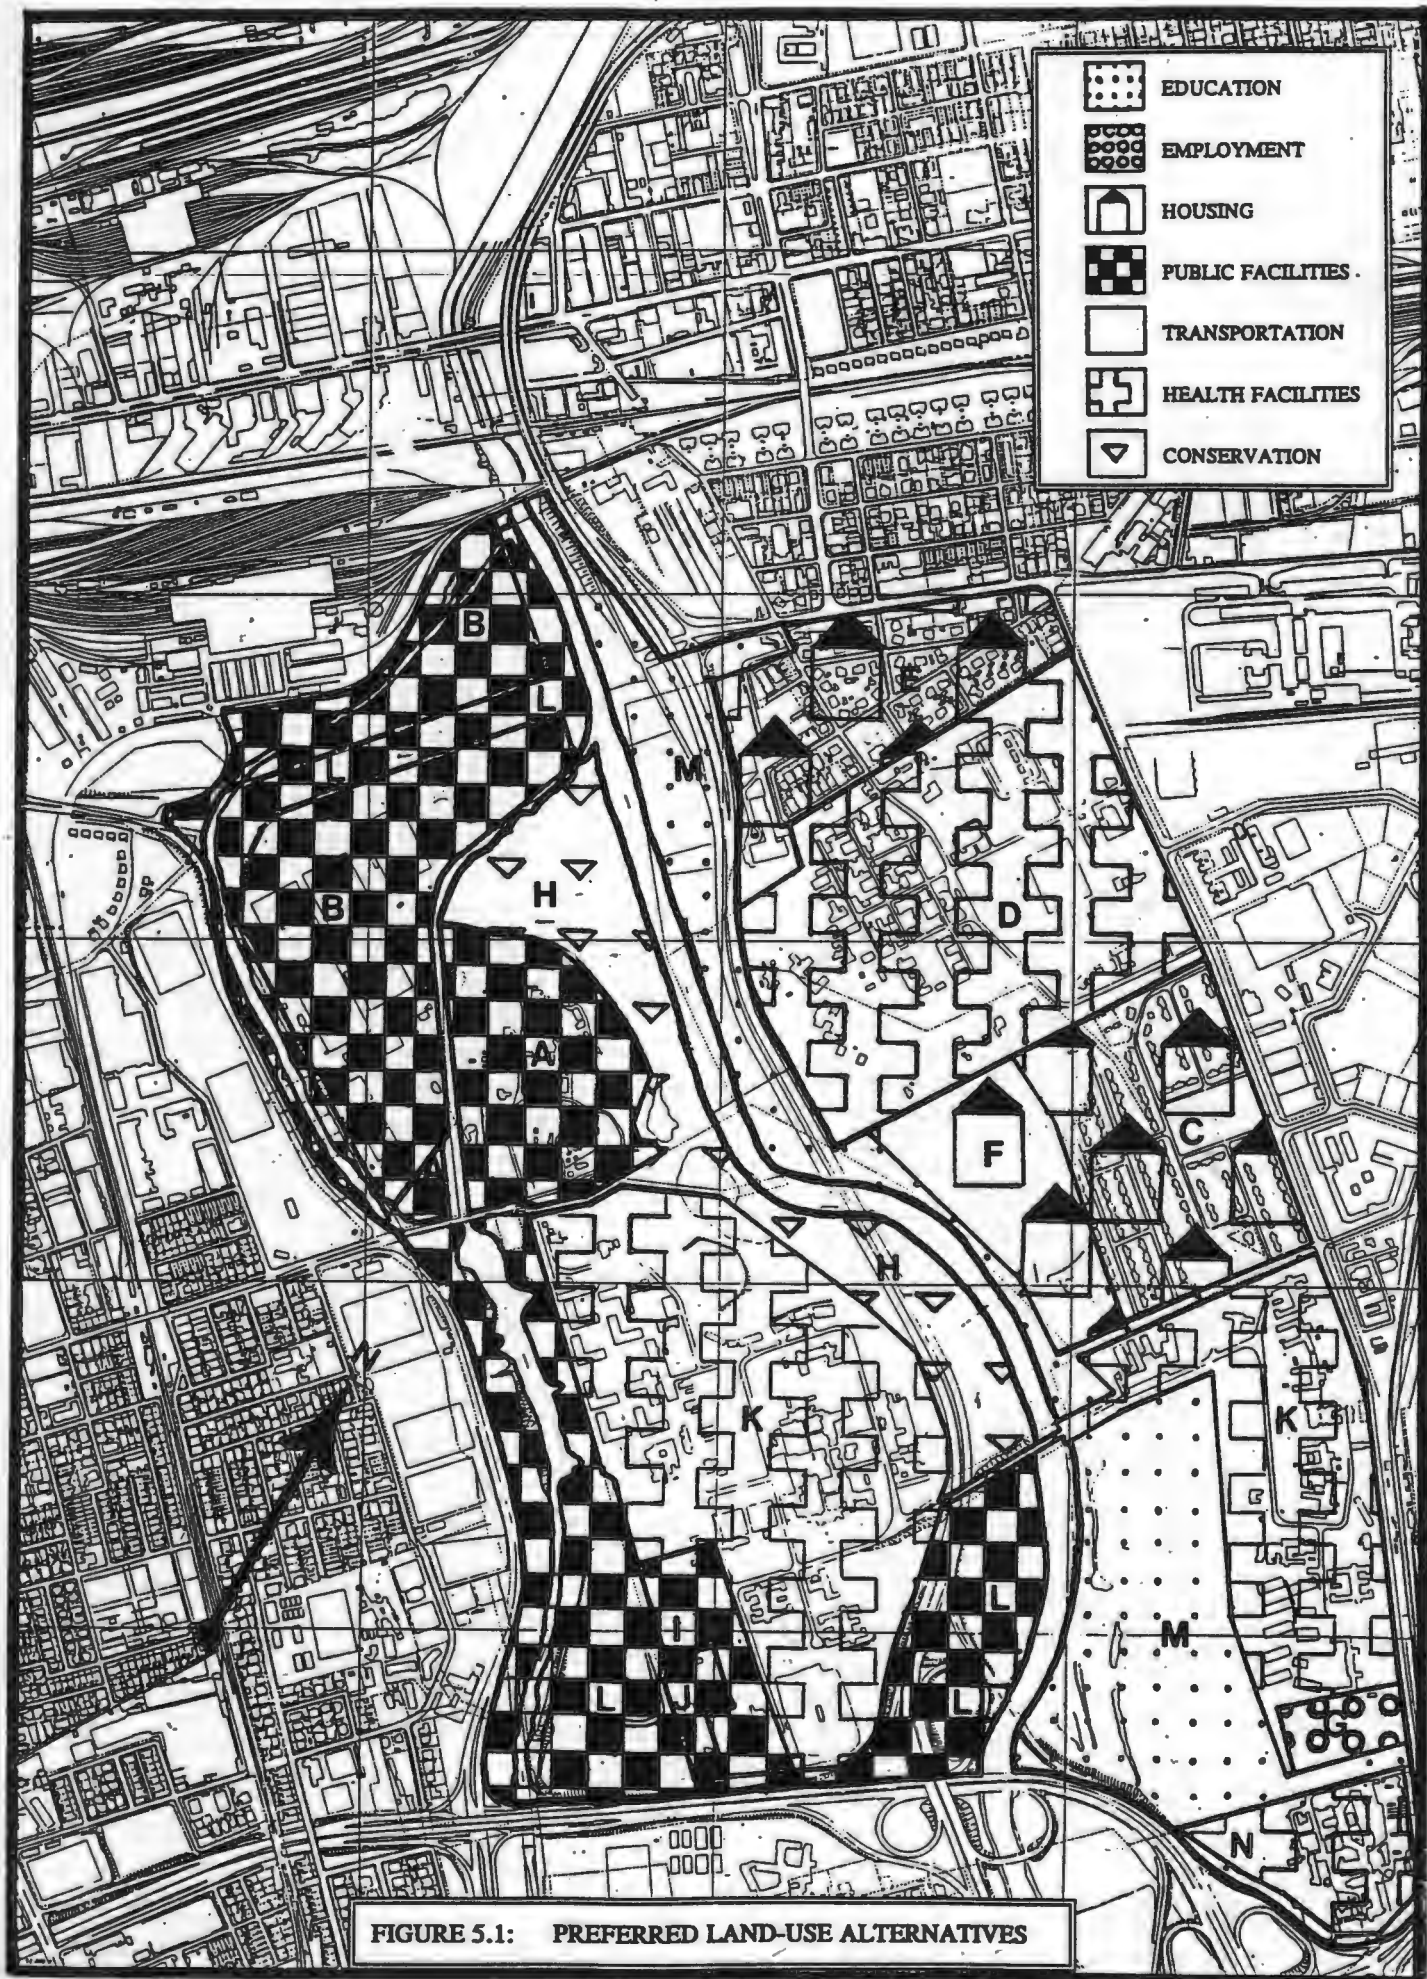 EDUCATION
EMPLOYMENT
HOUSING
PUBLIC FACILITIES
TRANSPORTATION
HEALTH FACILITIES
CONSERVATION
B
L
E
M
L
H
B
D
A
C
F
H
K
K
L
I
M
L
J
L
G
N
N
FIGURE 5.1: PREFERRED LAND-USE ALTERNATIVES